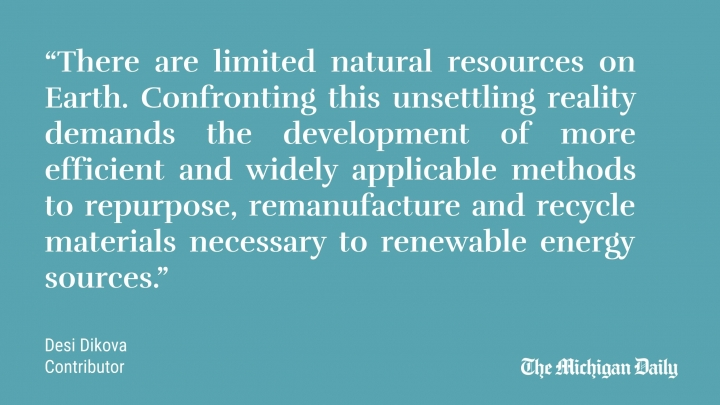 “There are limited natural resources on
Earth. Confronting this unsettling reality
demands the development of more
efficient and widely applicable methods
to repurpose, remanufacture and recycle
materials necessary to renewable energy
sources.”
Desi Dikova
Contributor
The Michigan Daily